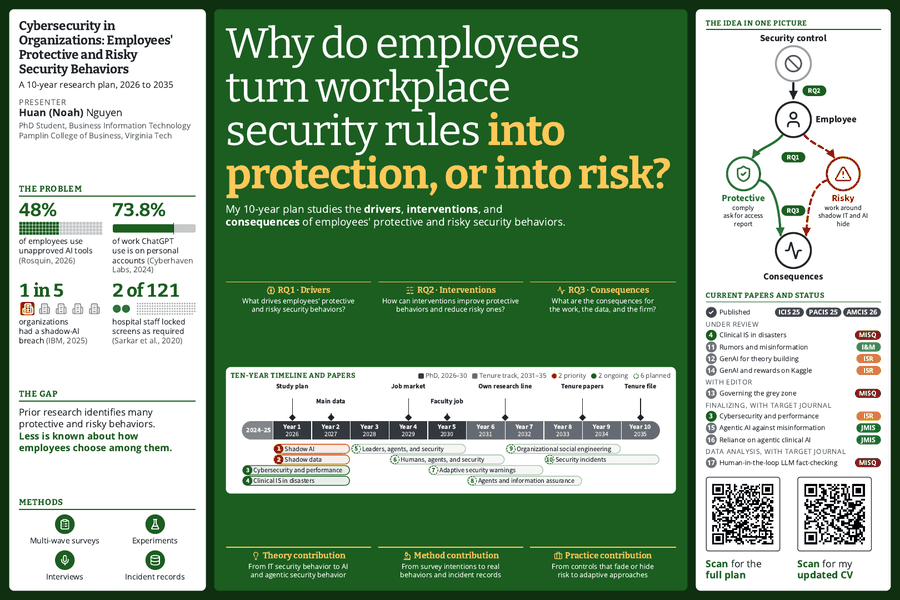 Cybersecurity in
Organizations: Employees'
Protective and Risky
Security Behaviors
A 10-year research plan, 2026 to 2035
PRESENTER
Huan (Noah) Nguyen
PhD Student, Business Information Technology
Pamplin College of Business, Virginia Tech
THE PROBLEM
48%
of employees use
unapproved AI tools
(Rosquin, 2026)
73.8%
of work ChatGPT
use is on personal
accounts (Cyberhaven
Labs, 2024)
1 in 5
organizations
had a shadow-AI
breach (IBM, 2025)
2 of 121
hospital staff locked
screens as required
(Sarkar et al., 2020)
THE GAP
Prior research identifies many
protective and risky behaviors.
Less is known about how
employees choose among them.
METHODS
Multi-wave surveys
Experiments
Interviews
Incident records
Why do employees
turn workplace
security rules into
protection, or into risk?
My 10-year plan studies the drivers, interventions, and
consequences of employees' protective and risky security behaviors.
RQ1 · Drivers
What drives employees' protective
and risky security behaviors?
RQ2 · Interventions
How can interventions improve protective
behaviors and reduce risky ones?
RQ3 · Consequences
What are the consequences for
the work, the data, and the firm?
TEN-YEAR TIMELINE AND PAPERS
PhD, 2026–30
Tenure track, 2031–35
2 priority
2 ongoing
6 planned
Study plan
Job market
Own research line
Tenure papers
Tenure file
Main data
Faculty job
2024–25
Year 1
2026
Year 2
2027
Year 3
2028
Year 4
2029
Year 5
2030
Year 6
2031
Year 7
2032
Year 8
2033
Year 9
2034
Year 10
2035
1 Shadow AI
5 Leaders, agents, and security
9 Organizational social engineering
2 Shadow data
6 Humans, agents, and security
10 Security incidents
3 Cybersecurity and performance
7 Adaptive security warnings
4 Clinical IS in disasters
8 Agents and information assurance
Theory contribution
From IT security behavior to AI
and agentic security behavior
Method contribution
From survey intentions to real
behaviors and incident records
Practice contribution
From controls that fade or hide
risk to adaptive approaches
THE IDEA IN ONE PICTURE
Security control
RQ2
Employee
RQ1
Protective
comply
ask for access
report
Risky
work around
shadow IT and AI
hide
RQ3
Consequences
CURRENT PAPERS AND STATUS
Published
ICIS 25
PACIS 25
AMCIS 26
UNDER REVIEW
4 Clinical IS in disasters MISQ
11 Rumors and misinformation I&M
12 GenAI for theory building ISR
14 GenAI and rewards on Kaggle ISR
WITH EDITOR
13 Governing the grey zone MISQ
FINALIZING, WITH TARGET JOURNAL
3 Cybersecurity and performance ISR
15 Agentic AI against misinformation JMIS
16 Reliance on agentic clinical AI JMIS
DATA ANALYSIS, WITH TARGET JOURNAL
17 Human-in-the-loop LLM fact-checking MISQ
Scan for the
full plan
Scan for my
updated CV